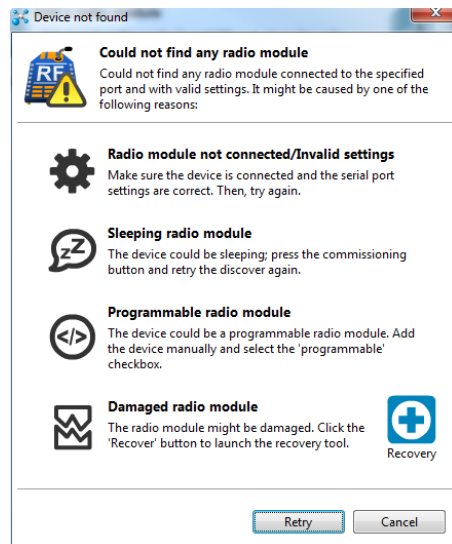 Device not found
RF
Could not find any radio module
Could not find any radio module connected to the specified
port and with valid settings. It might be caused by one of the
following reasons:
Radio module not connected/Invalid settings
Make sure the device is connected and the serial port
settings are correct. Then, try again.
zZ
Sleeping radio module
The device could be sleeping; press the commissioning
button and retry the discover again.
</>
Programmable radio module
The device could be a programmable radio module. Add
the device manually and select the 'programmable'
checkbox.
Damaged radio module
The radio module might be damaged. Click the
'Recover' button to launch the recovery tool.
Recovery
Retry
Cancel